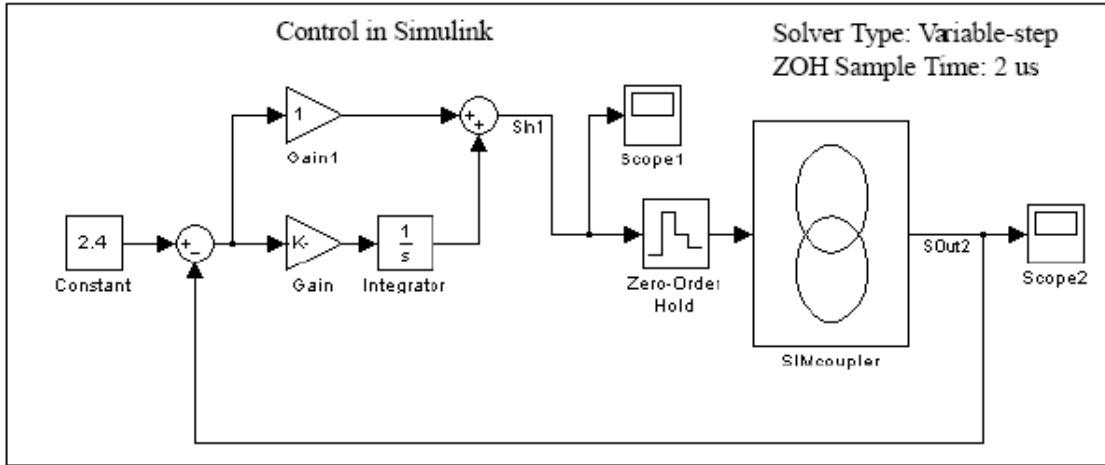 Control in Simulink
Solver Type: Variable-step
ZOH Sample Time: 2 us
1
Gain1
+
+
SIn1
Scope1
2.4
Constant
+
-
K-
Gain
1
s
Integrator
Zero-Order
Hold
SIMcoupler
SOut2
Scope2